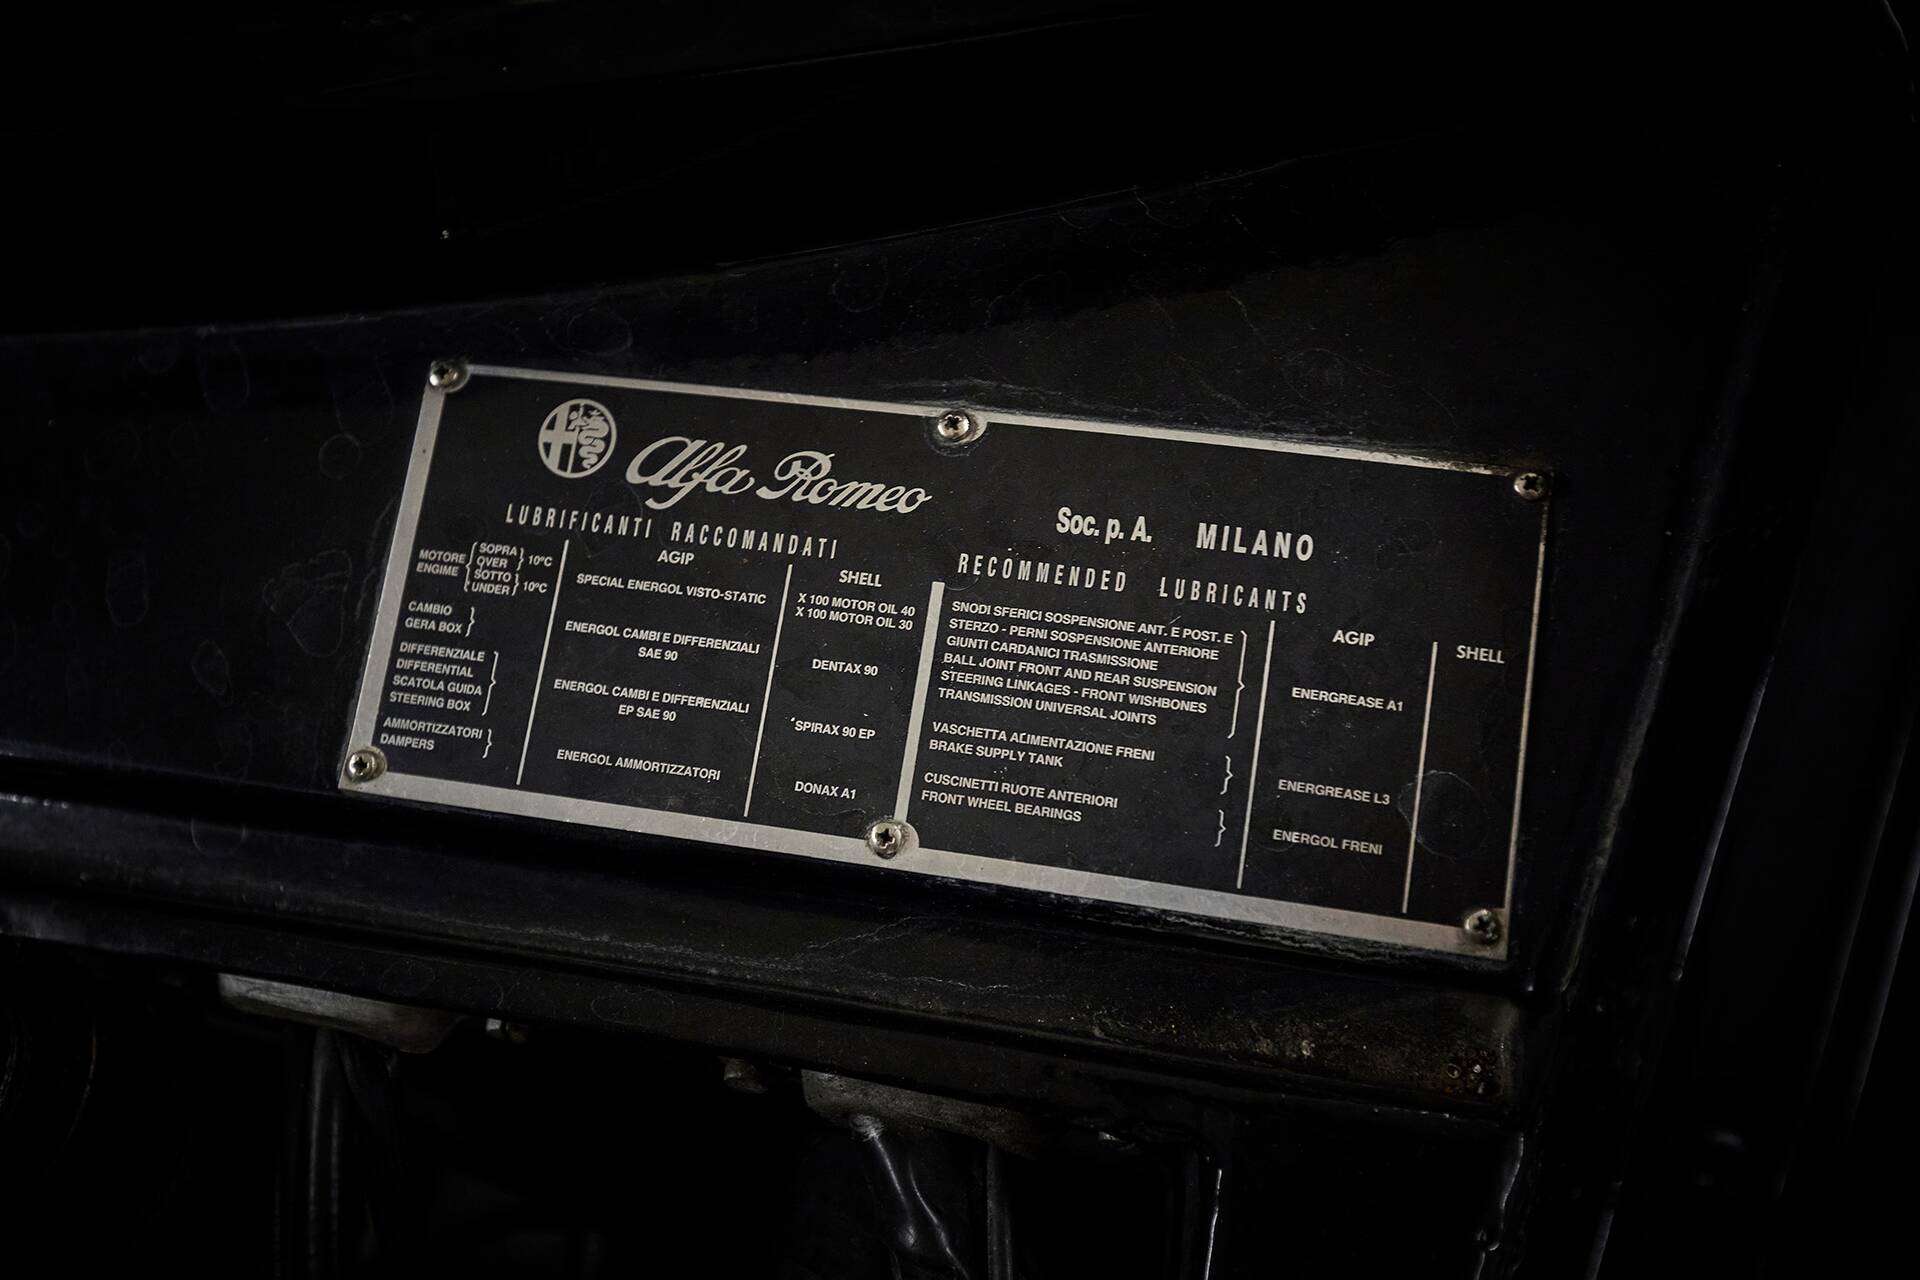 Alfa Romeo
Soc. p. A. MILANO
LUBRIFICANTI RACCOMANDATI
RECOMMENDED LUBRICANTS
AGIP
SHELL
MOTORE
ENGIME
SOPRA
OVER
10ºC
SOTTO
UNDER
10ºC
SPECIAL ENERGOL VISTO-STATIC
X 100 MOTOR OIL 40
X 100 MOTOR OIL 30
CAMBIO
GERA BOX
ENERGOL CAMBI E DIFFERENZIALI
SAE 90
DENTAX 90
DIFFERENZIALE
DIFFERENTIAL
SCATOLA GUIDA
STEERING BOX
ENERGOL CAMBI E DIFFERENZIALI
EP SAE 90
SPIRAX 90 EP
AMMORTIZZATORI
DAMPERS
ENERGOL AMMORTIZZATORI
DONAX A1
AGIP
SHELL
SNODI SFERICI SOSPENSIONE ANT. E POST. E
STERZO - PERNI SOSPENSIONE ANTERIORE
GIUNTI CARDANICI TRASMISSIONE
BALL JOINT FRONT AND REAR SUSPENSION
STEERING LINKAGES - FRONT WISHBONES
TRANSMISSION UNIVERSAL JOINTS
ENERGREASE A1
VASCHETTA ALIMENTAZIONE FRENI
BRAKE SUPPLY TANK
ENERGREASE L3
CUSCINETTI RUOTE ANTERIORI
FRONT WHEEL BEARINGS
ENERGOL FRENI